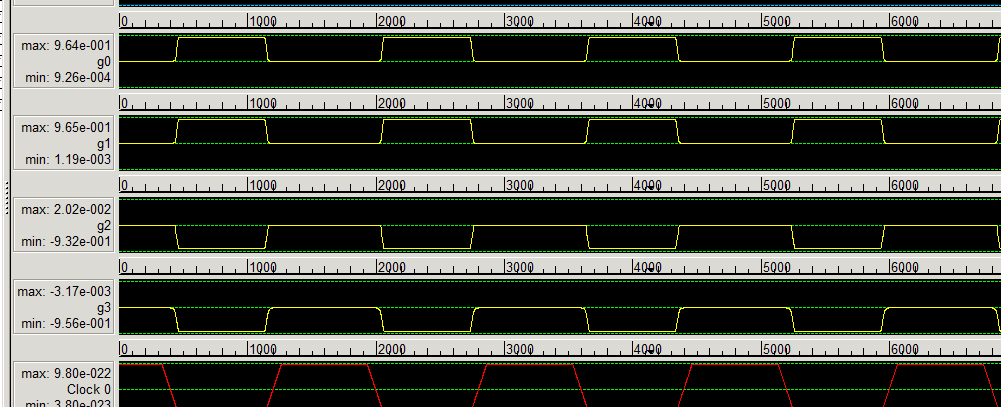 0 1000 2000 3000 4000 5000 6000
max: 9.64e-001
g0
min: 9.26e-004
0 1000 2000 3000 4000 5000 6000
max: 9.65e-001
g1
min: 1.19e-003
0 1000 2000 3000 4000 5000 6000
max: 2.02e-002
g2
min: -9.32e-001
0 1000 2000 3000 4000 5000 6000
max: -3.17e-003
g3
min: -9.56e-001
0 1000 2000 3000 4000 5000 6000
max: 9.80e-022
Clock 0
min: 3.80e-023